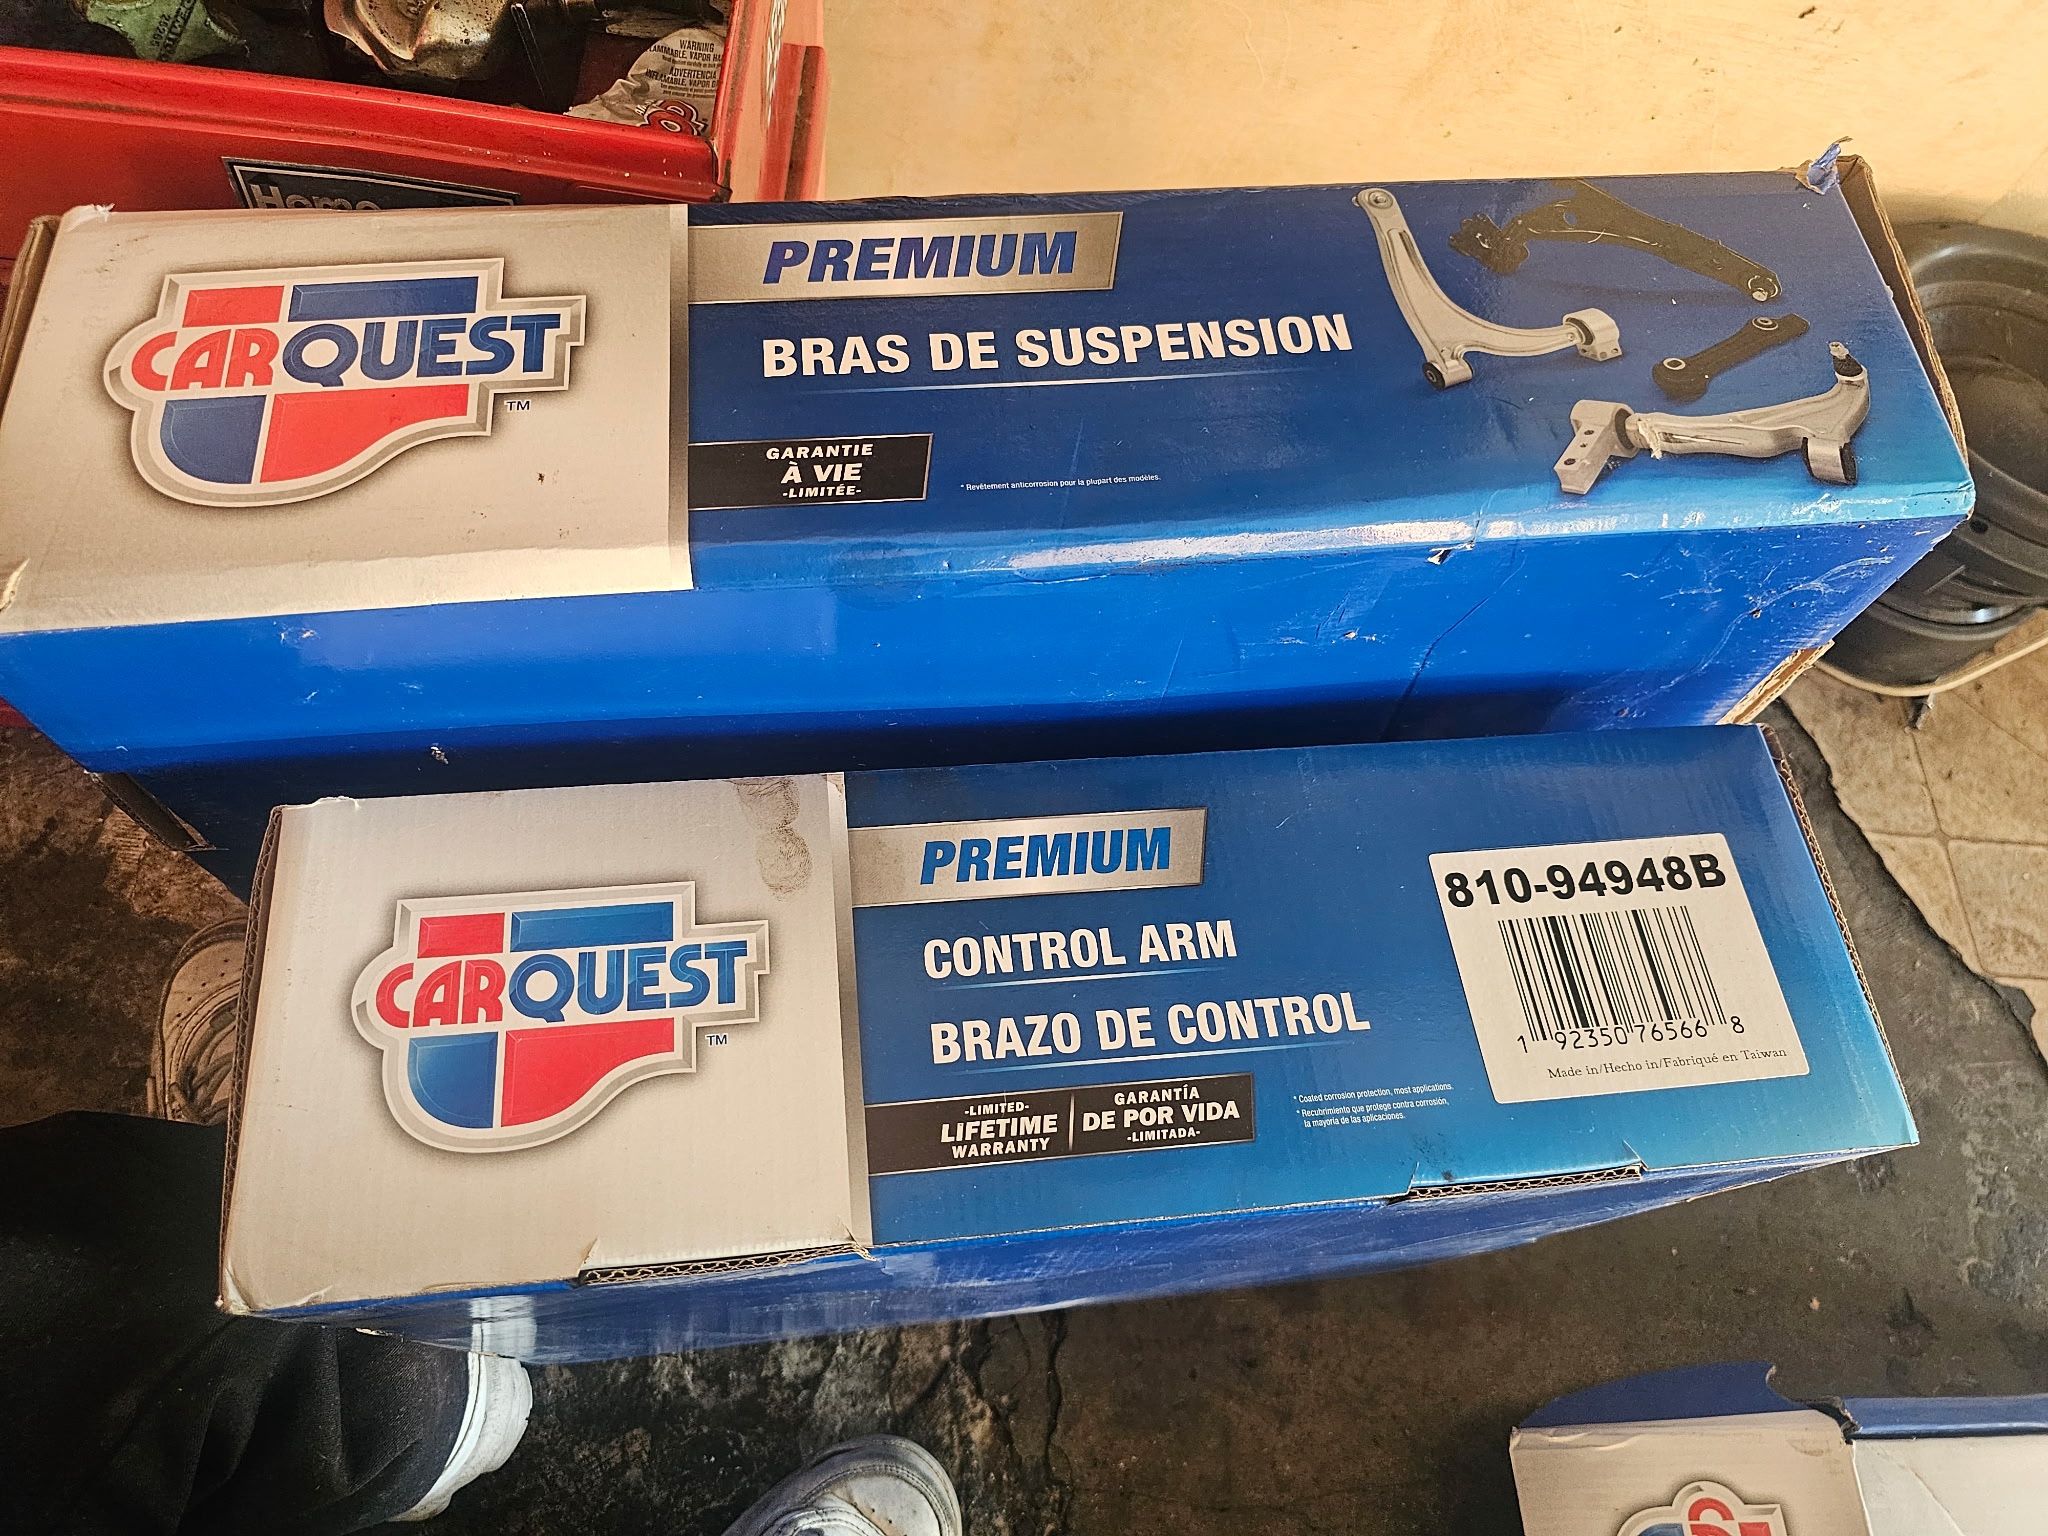 WARNING
ADVERTENCIA
Home
CARQUEST
TM
PREMIUM
BRAS DE SUSPENSION
GARANTIE
À VIE
-LIMITÉE-
* Revêtement anticorrosion pour la plupart des modèles.
CARQUEST
TM
PREMIUM
CONTROL ARM
BRAZO DE CONTROL
-LIMITED-
LIFETIME
WARRANTY
GARANTÍA
DE POR VIDA
-LIMITADA-
* Coated corrosion protection, most applications.
* Recubrimiento que protege contra corrosión,
la mayoría de las aplicaciones.
810-94948B
1 92350 76566 8
Made in/Hecho in/Fabriqué en Taiwan